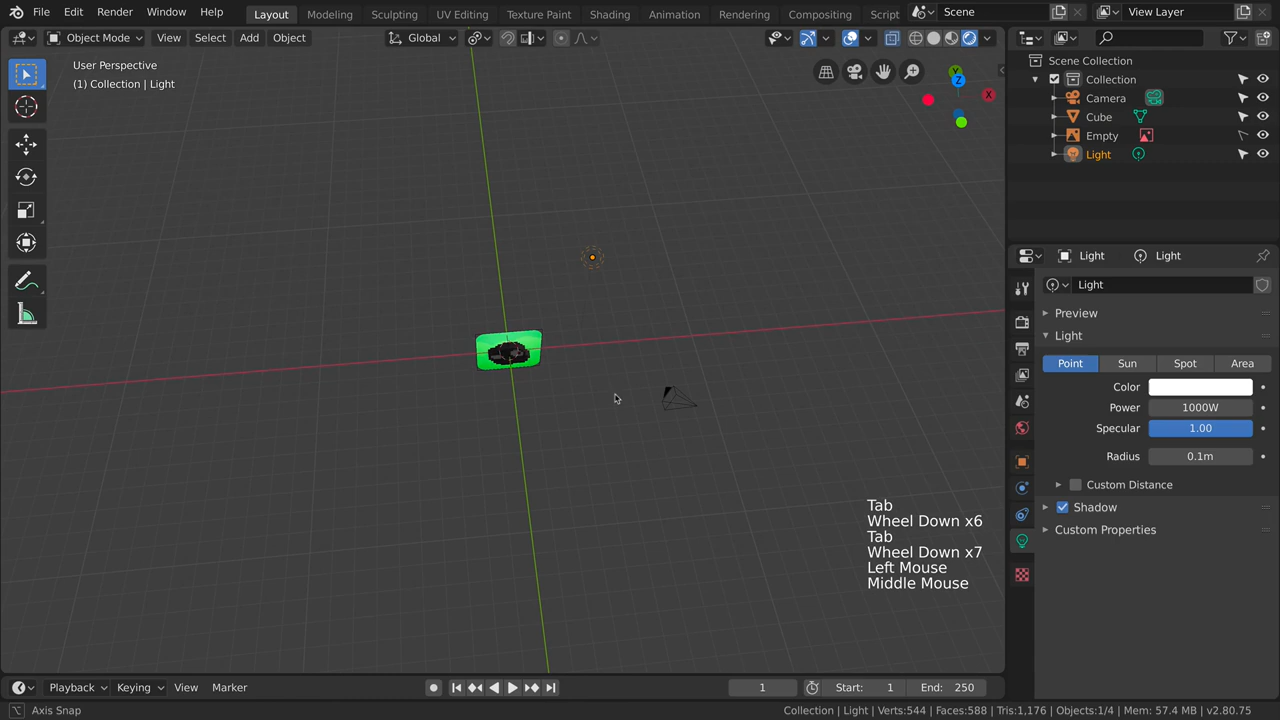 File Edit Render Window Help Layout Modeling Sculpting UV Editing Texture Paint Shading Animation Rendering Compositing Script Scene View Layer
Object Mode View Select Add Object Global
User Perspective
(1) Collection | Light
Y
Z
X
Tab
Wheel Down x6
Tab
Wheel Down x7
Left Mouse
Middle Mouse
Scene Collection
Collection
Camera
Cube
Empty
Light
Light Light
Light
Preview
Light
Point Sun Spot Area
Color
Power 1000W
Specular 1.00
Radius 0.1m
Custom Distance
Shadow
Custom Properties
Playback Keying View Marker 1 Start: 1 End: 250
Axis Snap Collection | Light | Verts:544 | Faces:588 | Tris:1,176 | Objects:1/4 | Mem: 57.4 MB | v2.80.75